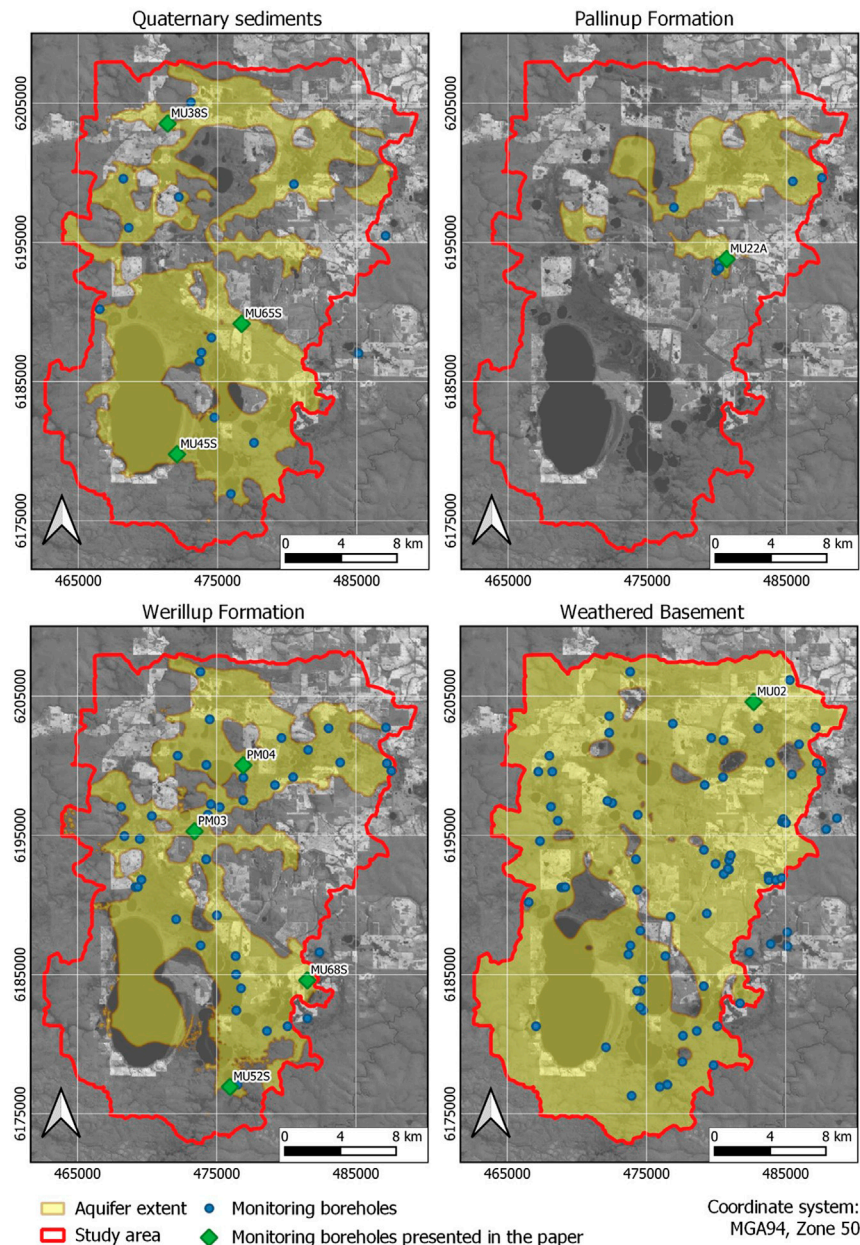 Quaternary sediments
Pallinup Formation
6205000
6195000
6185000
6175000
MU38S
MU65S
MU45S
0 4 8 km
465000 475000 485000
6205000
6195000
6185000
6175000
MU22A
0 4 8 km
465000 475000 485000
Werillup Formation
Weathered Basement
6205000
6195000
6185000
6175000
PM04
PM03
MU68S
MU52S
0 4 8 km
465000 475000 485000
6205000
6195000
6185000
6175000
MU02
0 4 8 km
465000 475000 485000
Aquifer extent
Monitoring boreholes
Study area
Monitoring boreholes presented in the paper
Coordinate system:
MGA94, Zone 50